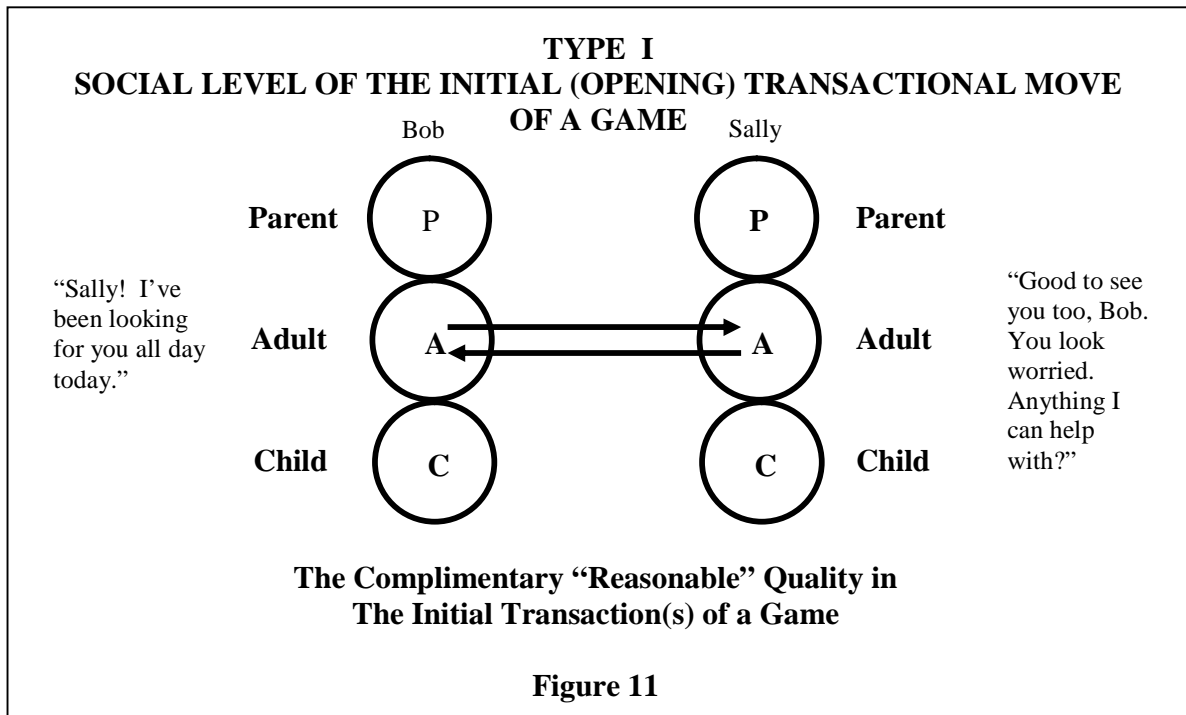 TYPE I
SOCIAL LEVEL OF THE INITIAL (OPENING) TRANSACTIONAL MOVE
OF A GAME
Bob
Sally
Parent
P
P
Parent
“Sally! I’ve
been looking
for you all day
today.”
Adult
A
A
Adult
“Good to see
you too, Bob.
You look
worried.
Anything I
can help
with?”
Child
C
C
Child
The Complimentary “Reasonable” Quality in
The Initial Transaction(s) of a Game
Figure 11